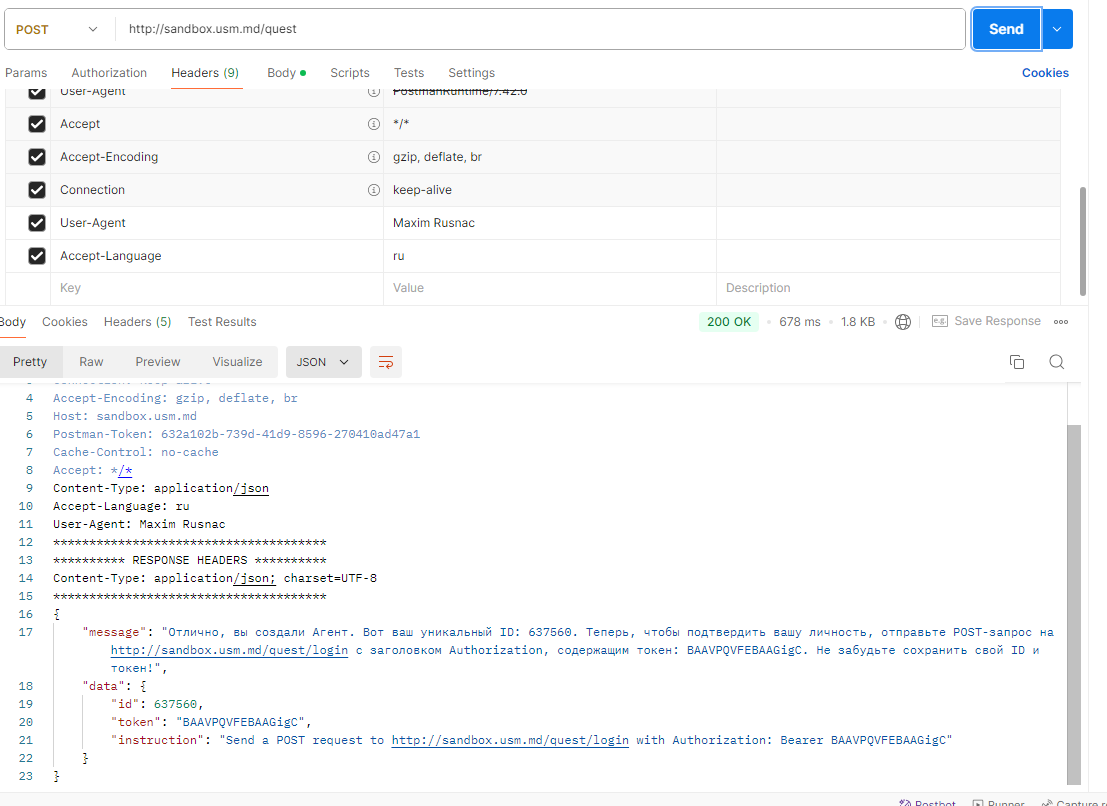 POST http://sandbox.usm.md/quest Send
Params Authorization Headers (9) Body Scripts Tests Settings Cookies
User-Agent PostmanRuntime/7.42.0
Accept */*
Accept-Encoding gzip, deflate, br
Connection keep-alive
User-Agent Maxim Rusnac
Accept-Language ru
Key Value Description
Body Cookies Headers (5) Test Results 200 OK 678 ms 1.8 KB e.g. Save Response
Pretty Raw Preview Visualize JSON
3 Connection: keep-alive
4 Accept-Encoding: gzip, deflate, br
5 Host: sandbox.usm.md
6 Postman-Token: 632a102b-739d-41d9-8596-270410ad47a1
7 Cache-Control: no-cache
8 Accept: */*
9 Content-Type: application/json
10 Accept-Language: ru
11 User-Agent: Maxim Rusnac
12 **************************************
13 ********** RESPONSE HEADERS **********
14 Content-Type: application/json; charset=UTF-8
15 **************************************
16 {
17 "message": "Отлично, вы создали Агент. Вот ваш уникальный ID: 637560. Теперь, чтобы подтвердить вашу личность, отправьте POST-запрос на
http://sandbox.usm.md/quest/login с заголовком Authorization, содержащим токен: BAAVPQVFEBAAGigC. Не забудьте сохранить свой ID и
токен!",
18 "data": {
19 "id": 637560,
20 "token": "BAAVPQVFEBAAGigC",
21 "instruction": "Send a POST request to http://sandbox.usm.md/quest/login with Authorization: Bearer BAAVPQVFEBAAGigC"
22 }
23 }
Postbot Runner Capture